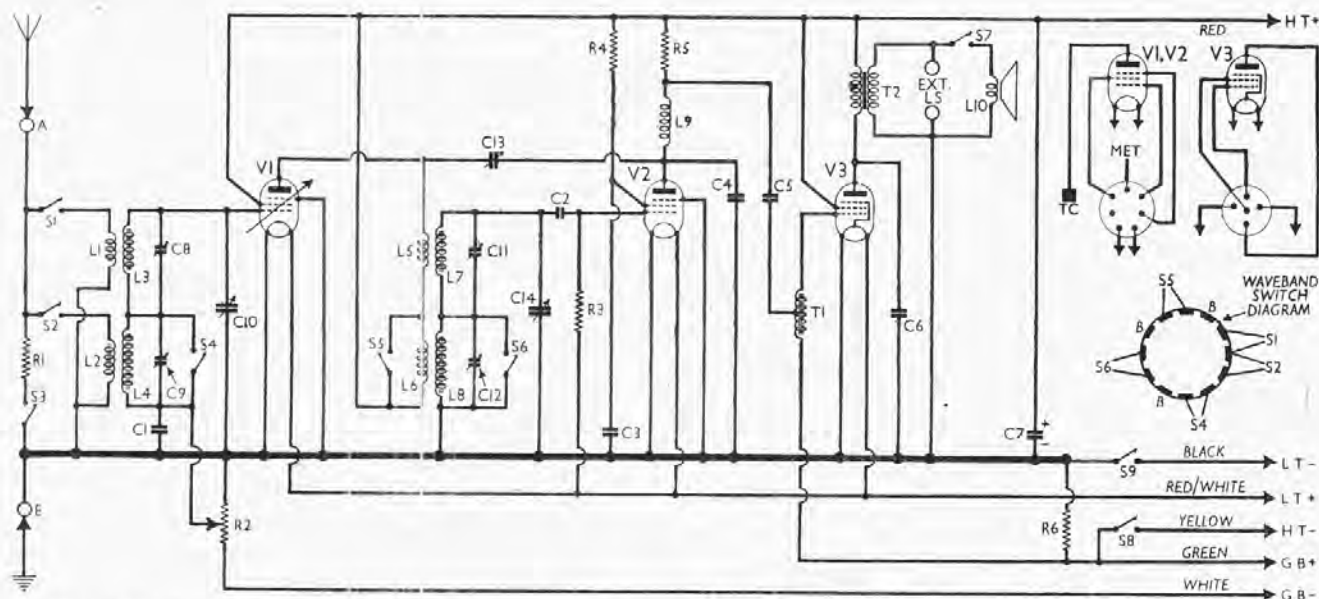 HT+
RED
R4
R5
S7
V1,V2
V3
T2
EXT.
LS
L10
L9
A
C13
MET
V1
V2
V3
C4
C5
TC
S1
C2
L1
L3
C8
L5
L7
C11
WAVEBAND
SWITCH
DIAGRAM
S5
B
B
S1
S2
S6
B
S4
C10
C14
R3
T1
C6
S2
R1
L2
S4
S5
S6
S3
L4
C9
L6
L8
C12
C1
C3
C7
+
−
BLACK
S9
LT−
RED/WHITE
LT+
E
R2
R6
YELLOW
S8
HT−
GREEN
GB+
WHITE
GB−